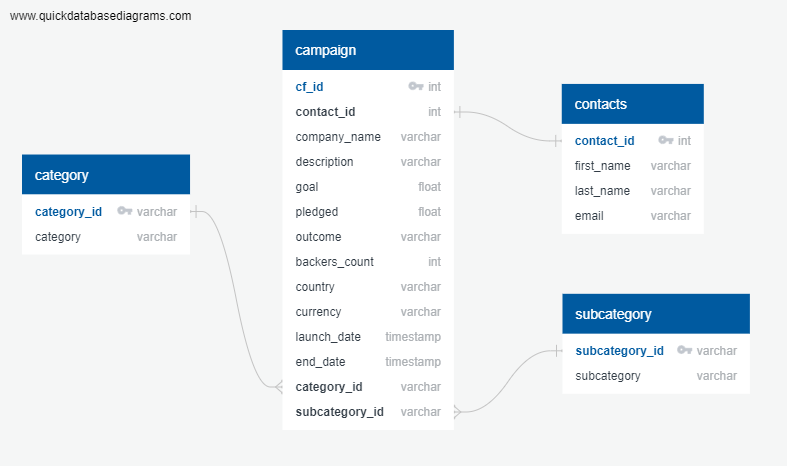 www.quickdatabasediagrams.com
campaign
cf_id int
contact_id int
company_name varchar
description varchar
goal float
pledged float
outcome varchar
backers_count int
country varchar
currency varchar
launch_date timestamp
end_date timestamp
category_id varchar
subcategory_id varchar
contacts
contact_id int
first_name varchar
last_name varchar
email varchar
category
category_id varchar
category varchar
subcategory
subcategory_id varchar
subcategory varchar